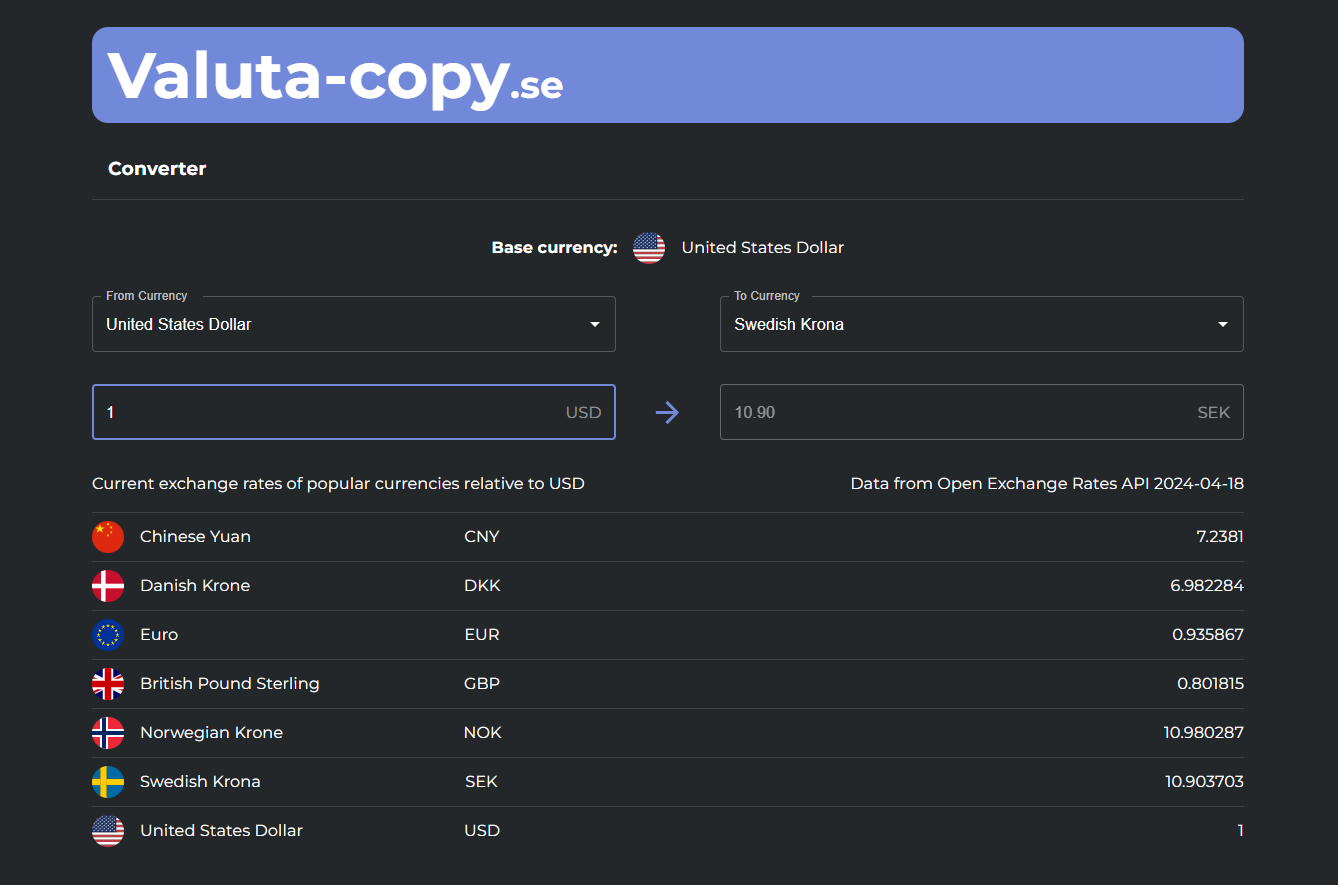 Valuta-copy.se
Converter
Base currency: United States Dollar
From Currency To Currency
United States Dollar Swedish Krona
1 USD 10.90 SEK
Current exchange rates of popular currencies relative to USD Data from Open Exchange Rates API 2024-04-18
Chinese Yuan CNY 7.2381
Danish Krone DKK 6.982284
Euro EUR 0.935867
British Pound Sterling GBP 0.801815
Norwegian Krone NOK 10.980287
Swedish Krona SEK 10.903703
United States Dollar USD 1